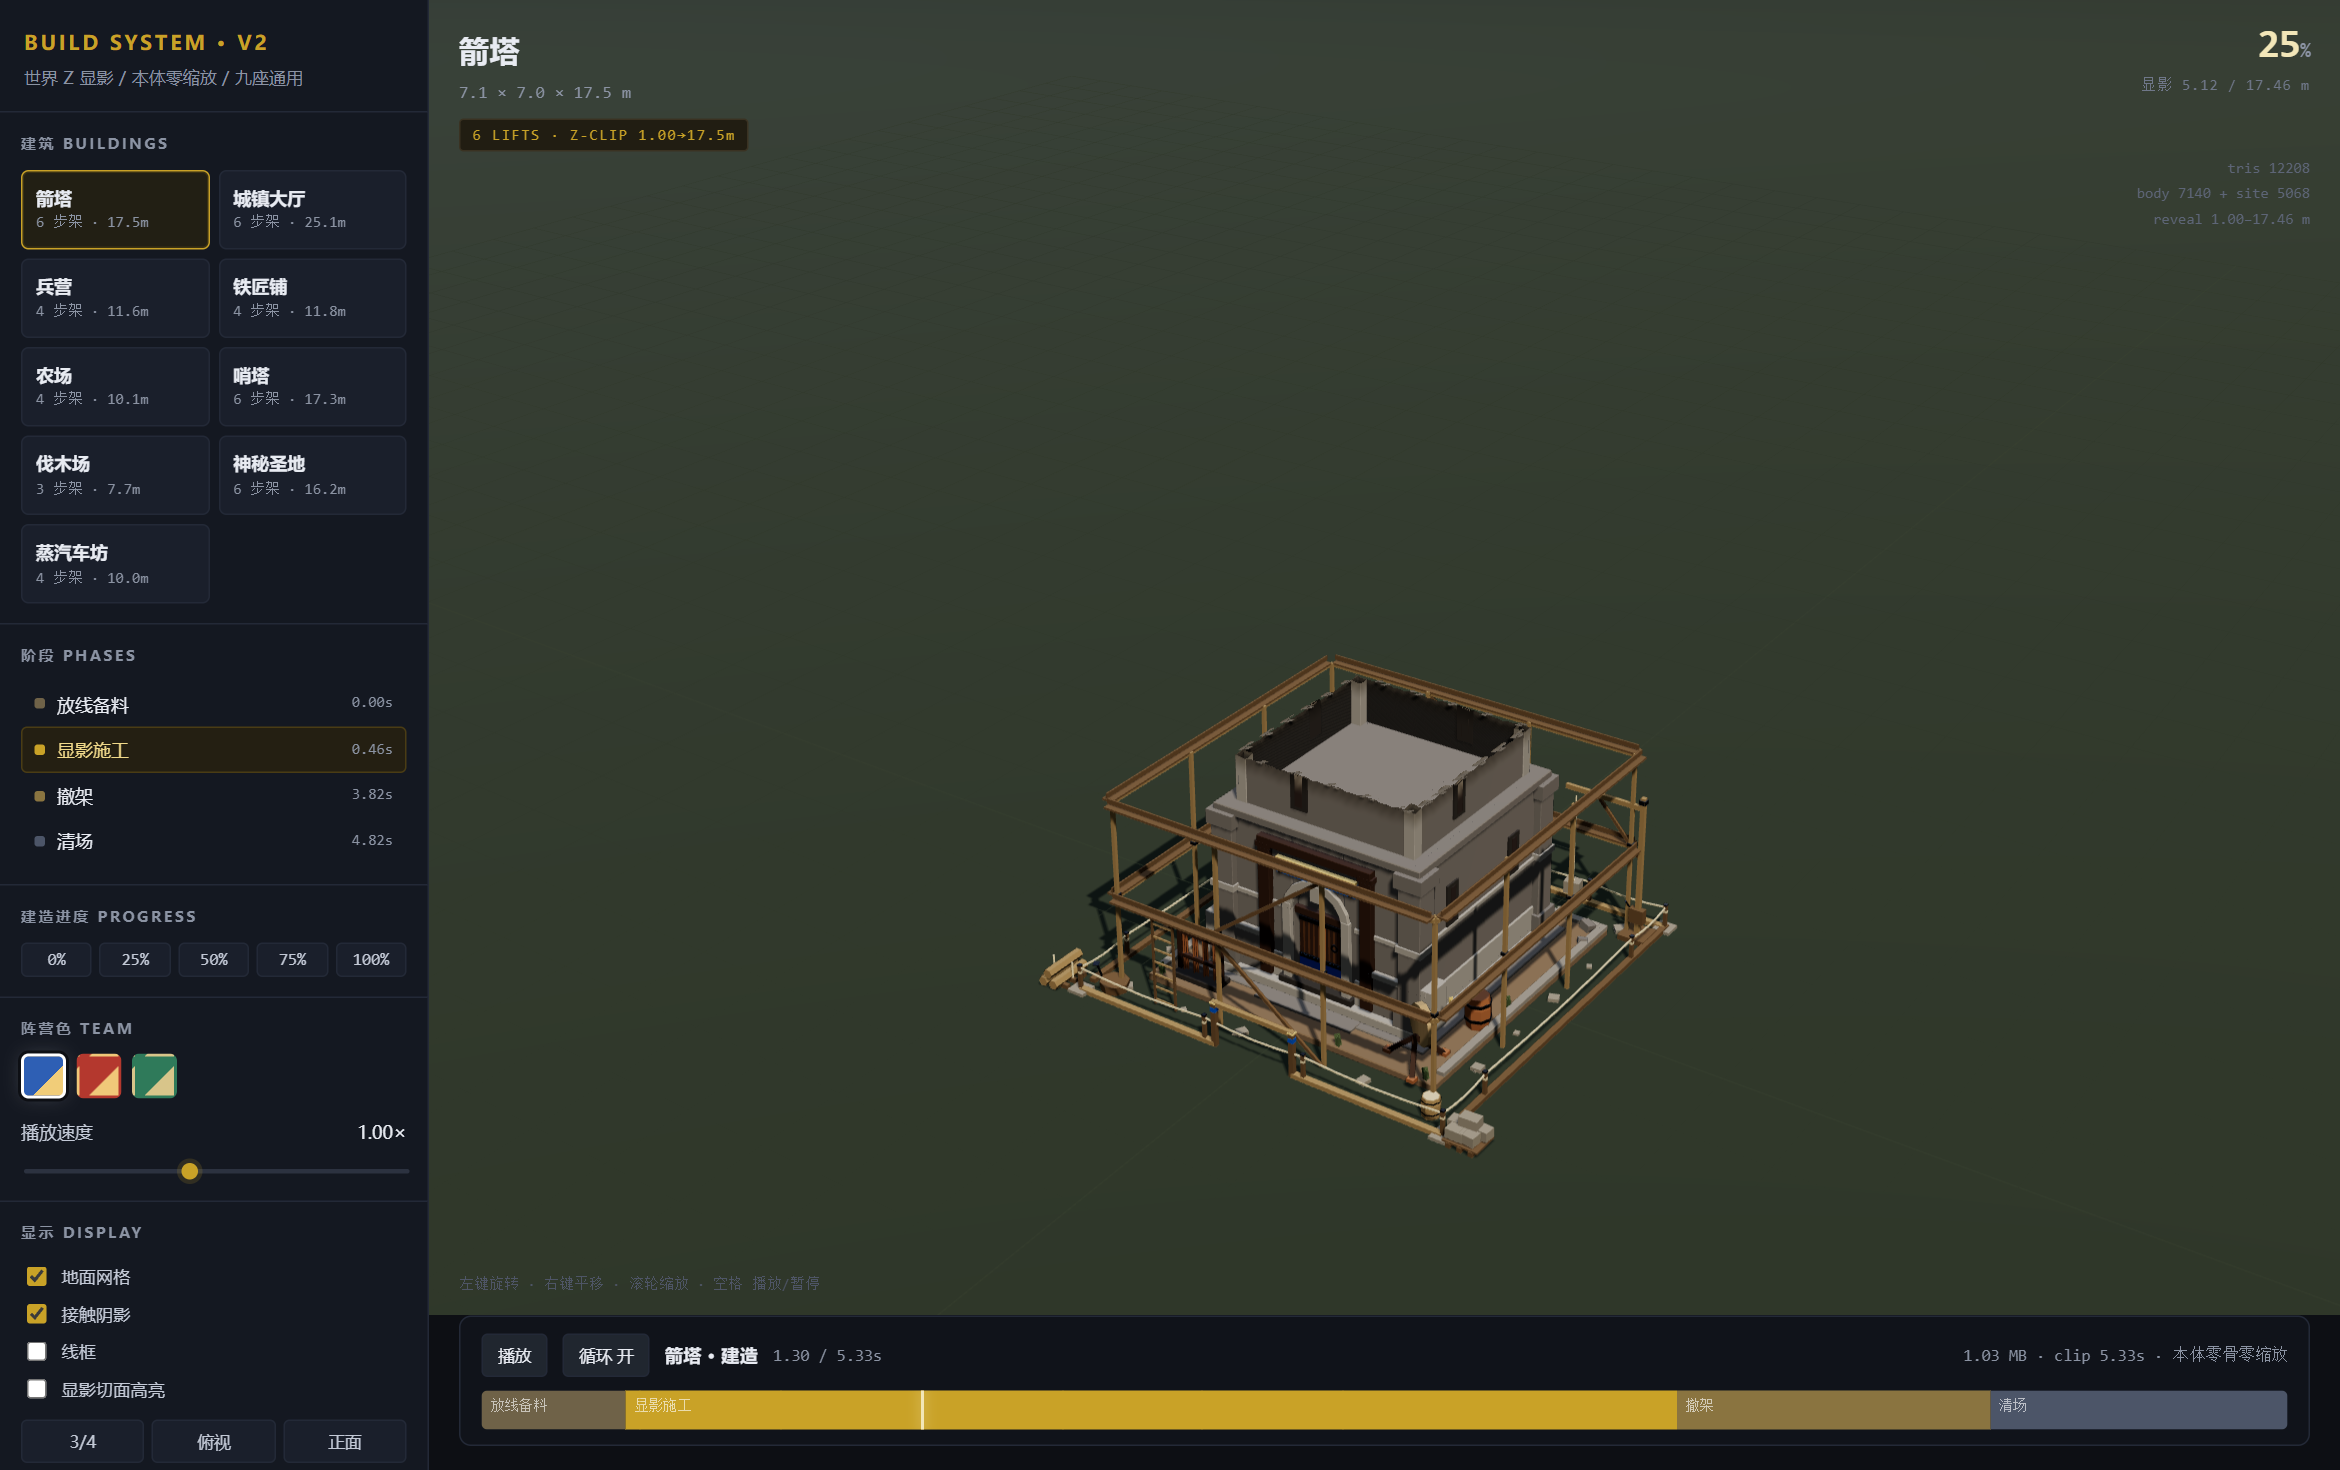 BUILD SYSTEM • V2
世界 Z 显影 / 本体零缩放 / 九座通用
建筑 BUILDINGS
箭塔
6 步架 · 17.5m
城镇大厅
6 步架 · 25.1m
兵营
4 步架 · 11.6m
铁匠铺
4 步架 · 11.8m
农场
4 步架 · 10.1m
哨塔
6 步架 · 17.3m
伐木场
3 步架 · 7.7m
神秘圣地
6 步架 · 16.2m
蒸汽车坊
4 步架 · 10.0m
阶段 PHASES
放线备料 0.00s
显影施工 0.46s
撤架 3.82s
清场 4.82s
建造进度 PROGRESS
0% 25% 50% 75% 100%
阵营色 TEAM
播放速度 1.00×
显示 DISPLAY
地面网格
接触阴影
线框
显影切面高亮
3/4 俯视 正面
箭塔
7.1 × 7.0 × 17.5 m
6 LIFTS · Z-CLIP 1.00→17.5m
25%
显影 5.12 / 17.46 m
tris 12208
body 7140 + site 5068
reveal 1.00–17.46 m
左键旋转 · 右键平移 · 滚轮缩放 · 空格 播放/暂停
播放 循环 开 箭塔 • 建造 1.30 / 5.33s
1.03 MB · clip 5.33s · 本体零骨零缩放
放线备料 显影施工 撤架 清场